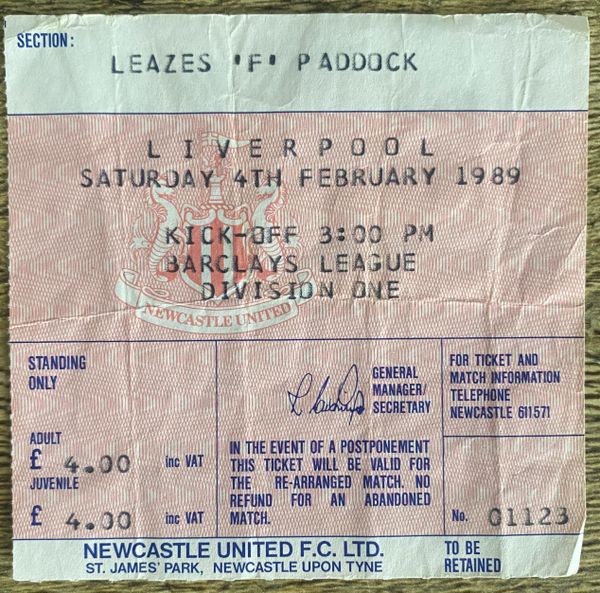 SECTION:
LEAZES 'F' PADDOCK
LIVERPOOL
SATURDAY 4TH FEBRUARY 1989
KICK-OFF 3:00 PM
BARCLAYS LEAGUE
DIVISION ONE
NEWCASTLE UNITED
STANDING
ONLY
ADULT
£ 4.00 inc VAT
JUVENILE
£ 4.00 inc VAT
GENERAL
MANAGER/
SECRETARY
IN THE EVENT OF A POSTPONEMENT
THIS TICKET WILL BE VALID FOR
THE RE-ARRANGED MATCH. NO
REFUND FOR AN ABANDONED
MATCH.
FOR TICKET AND
MATCH INFORMATION
TELEPHONE
NEWCASTLE 611571
No. 01123
NEWCASTLE UNITED F.C. LTD.
ST. JAMES' PARK, NEWCASTLE UPON TYNE
TO BE
RETAINED